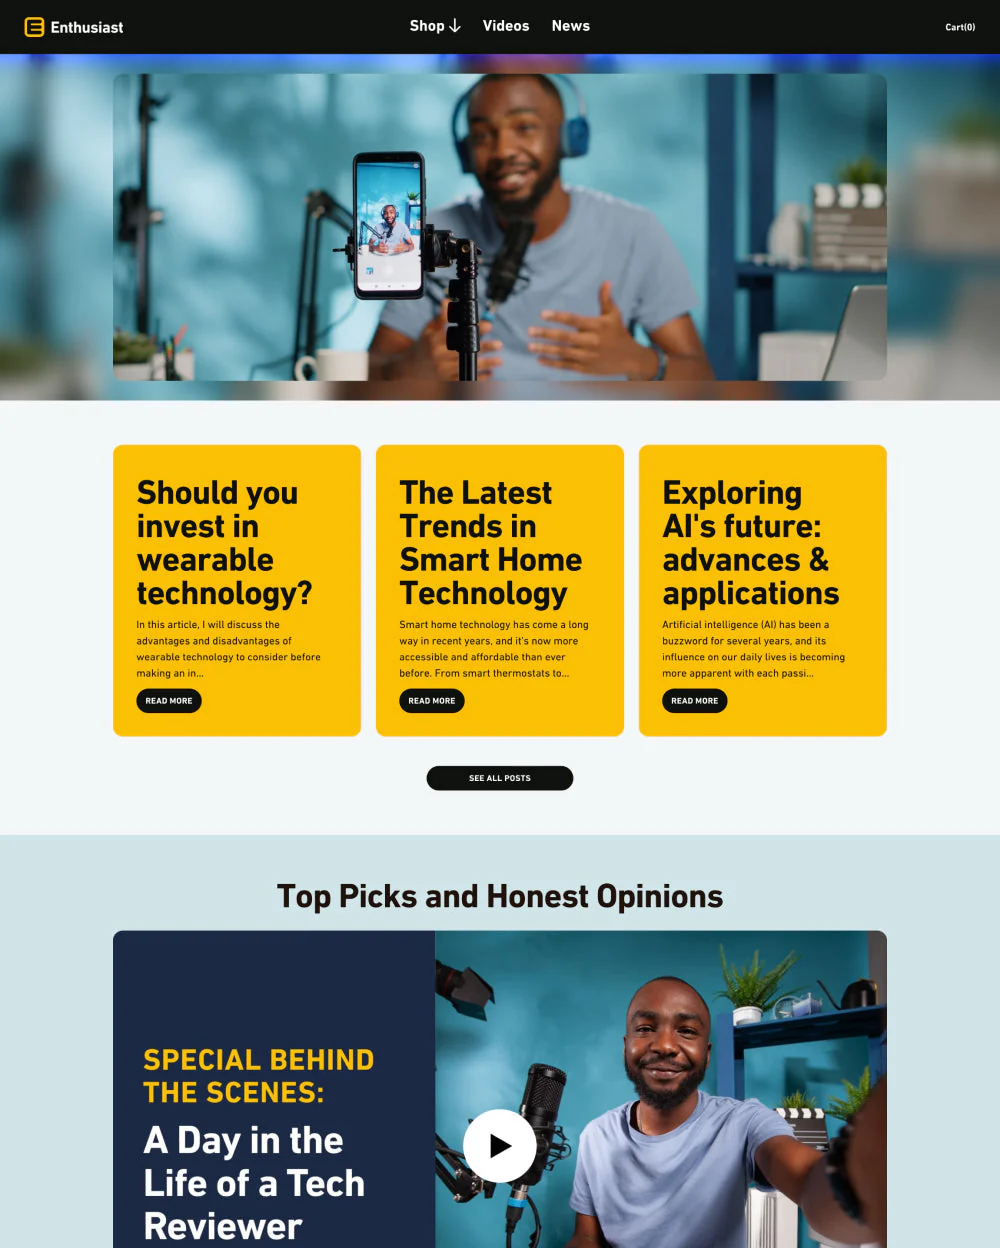 Enthusiast
Shop ↓ Videos News
Cart(0)
Should you
invest in
wearable
technology?
In this article, I will discuss the
advantages and disadvantages of
wearable technology to consider before
making an in...
READ MORE
The Latest
Trends in
Smart Home
Technology
Smart home technology has come a long
way in recent years, and it's now more
accessible and affordable than ever
before. From smart thermostats to...
READ MORE
Exploring
AI's future:
advances &
applications
Artificial intelligence (AI) has been a
buzzword for several years, and its
influence on our daily lives is becoming
more apparent with each passi...
READ MORE
SEE ALL POSTS
Top Picks and Honest Opinions
SPECIAL BEHIND
THE SCENES:
A Day in the
Life of a Tech
Reviewer